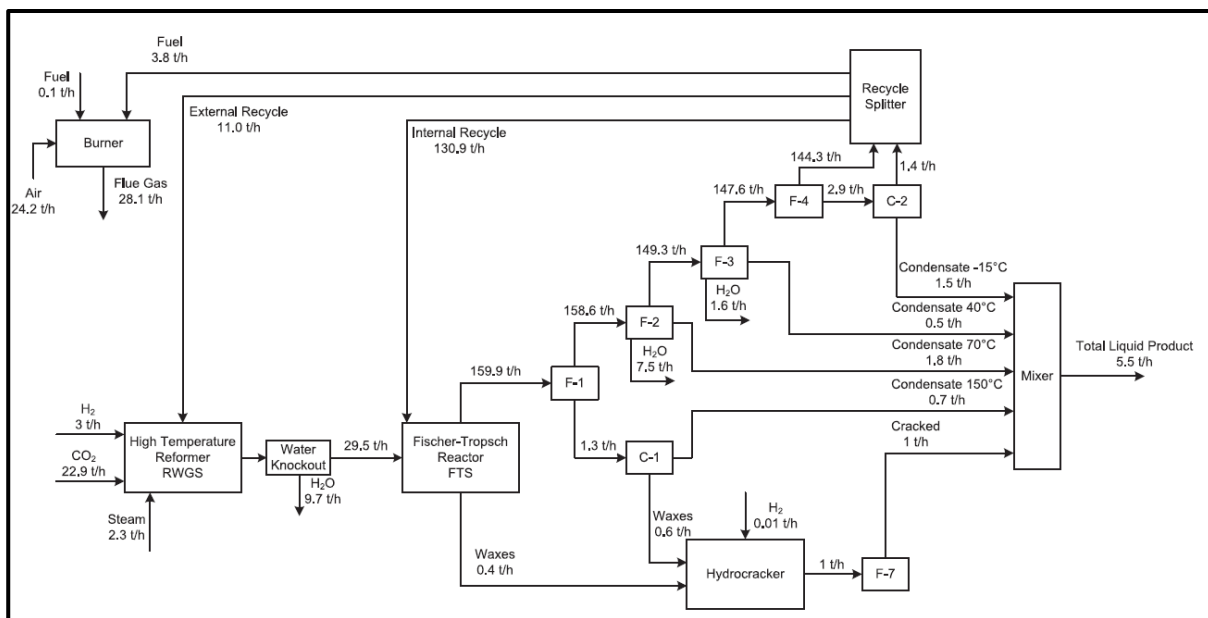 Fuel
3.8 t/h
Fuel
0.1 t/h
Burner
Air
24.2 t/h
Flue Gas
28.1 t/h
External Recycle
11.0 t/h
Internal Recycle
130.9 t/h
Recycle
Splitter
144.3 t/h
1.4 t/h
147.6 t/h
F-4
2.9 t/h
C-2
149.3 t/h
F-3
H₂O
1.6 t/h
Condensate -15°C
1.5 t/h
158.6 t/h
F-2
H₂O
7.5 t/h
Condensate 40°C
0.5 t/h
Condensate 70°C
1.8 t/h
159.9 t/h
F-1
Condensate 150°C
0.7 t/h
Mixer
Total Liquid Product
5.5 t/h
H₂
3 t/h
CO₂
22.9 t/h
High Temperature
Reformer
RWGS
Steam
2.3 t/h
Water
Knockout
H₂O
9.7 t/h
29.5 t/h
Fischer-Tropsch
Reactor
FTS
1.3 t/h
C-1
Cracked
1 t/h
Waxes
0.6 t/h
Waxes
0.4 t/h
H₂
0.01 t/h
Hydrocracker
1 t/h
F-7